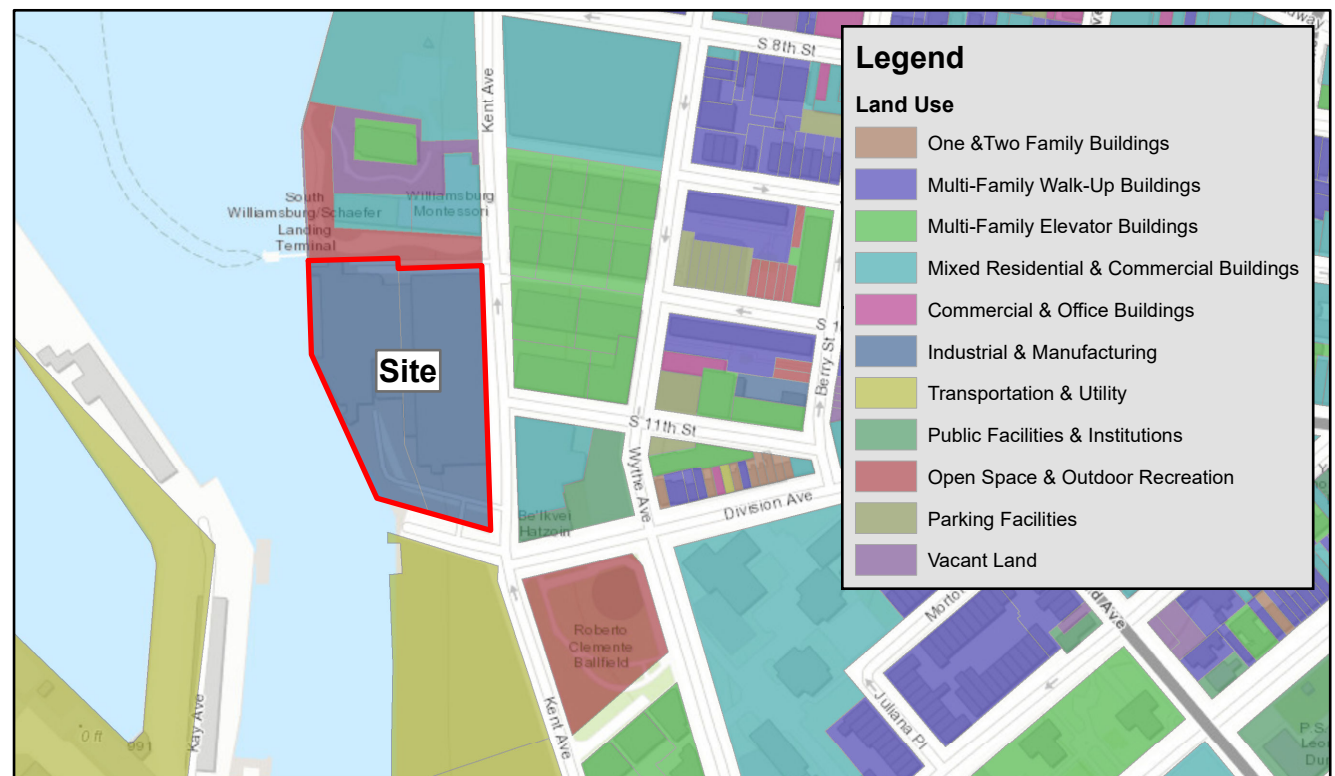 S 8th St
Kent Ave
South
Williamsburg/Schaefer
Landing
Terminal
Williamsburg
Montessori
Site
S 11th St
Wythe Ave
Berry St
Division Ave
Be'lkvei
Hatzoin
Roberto
Clemente
Ballfield
Kent Ave
Juliana Pl
Kay Ave
0 ft
991
Legend
Land Use
One &Two Family Buildings
Multi-Family Walk-Up Buildings
Multi-Family Elevator Buildings
Mixed Residential & Commercial Buildings
Commercial & Office Buildings
Industrial & Manufacturing
Transportation & Utility
Public Facilities & Institutions
Open Space & Outdoor Recreation
Parking Facilities
Vacant Land